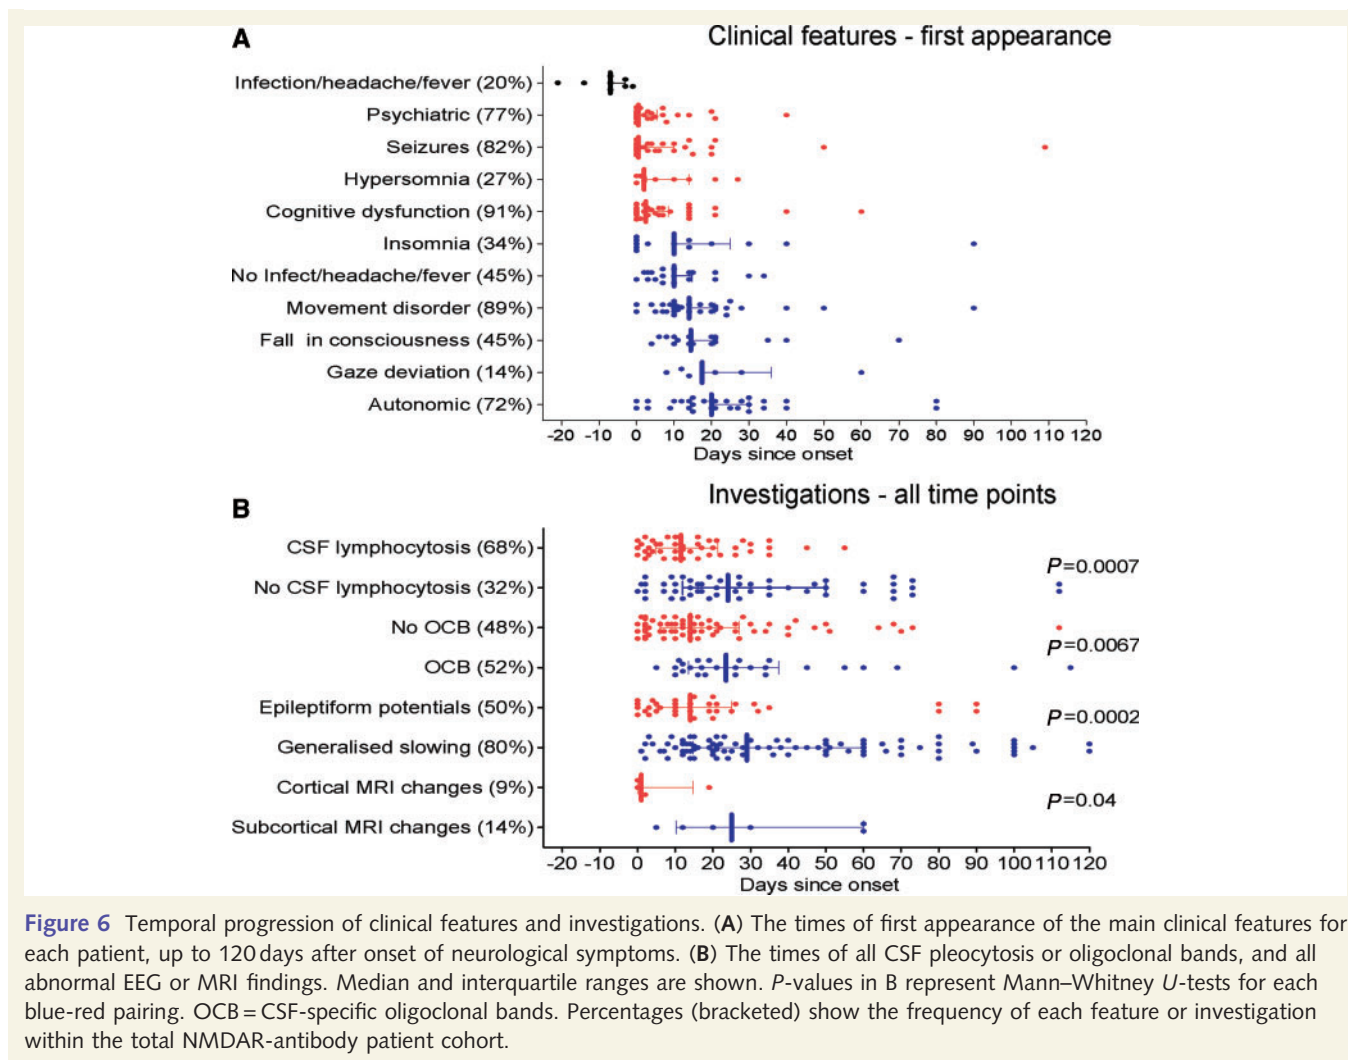 A
Clinical features - first appearance
Infection/headache/fever (20%)
Psychiatric (77%)
Seizures (82%)
Hypersomnia (27%)
Cognitive dysfunction (91%)
Insomnia (34%)
No Infect/headache/fever (45%)
Movement disorder (89%)
Fall in consciousness (45%)
Gaze deviation (14%)
Autonomic (72%)
-20 -10 0 10 20 30 40 50 60 70 80 90 100 110 120
Days since onset
B
Investigations - all time points
CSF lymphocytosis (68%)
P=0.0007
No CSF lymphocytosis (32%)
No OCB (48%)
P=0.0067
OCB (52%)
Epileptiform potentials (50%)
P=0.0002
Generalised slowing (80%)
Cortical MRI changes (9%)
P=0.04
Subcortical MRI changes (14%)
-20 -10 0 10 20 30 40 50 60 70 80 90 100 110 120
Days since onset
Figure 6 Temporal progression of clinical features and investigations. (A) The times of first appearance of the main clinical features for
each patient, up to 120 days after onset of neurological symptoms. (B) The times of all CSF pleocytosis or oligoclonal bands, and all
abnormal EEG or MRI findings. Median and interquartile ranges are shown. P-values in B represent Mann–Whitney U-tests for each
blue-red pairing. OCB = CSF-specific oligoclonal bands. Percentages (bracketed) show the frequency of each feature or investigation
within the total NMDAR-antibody patient cohort.